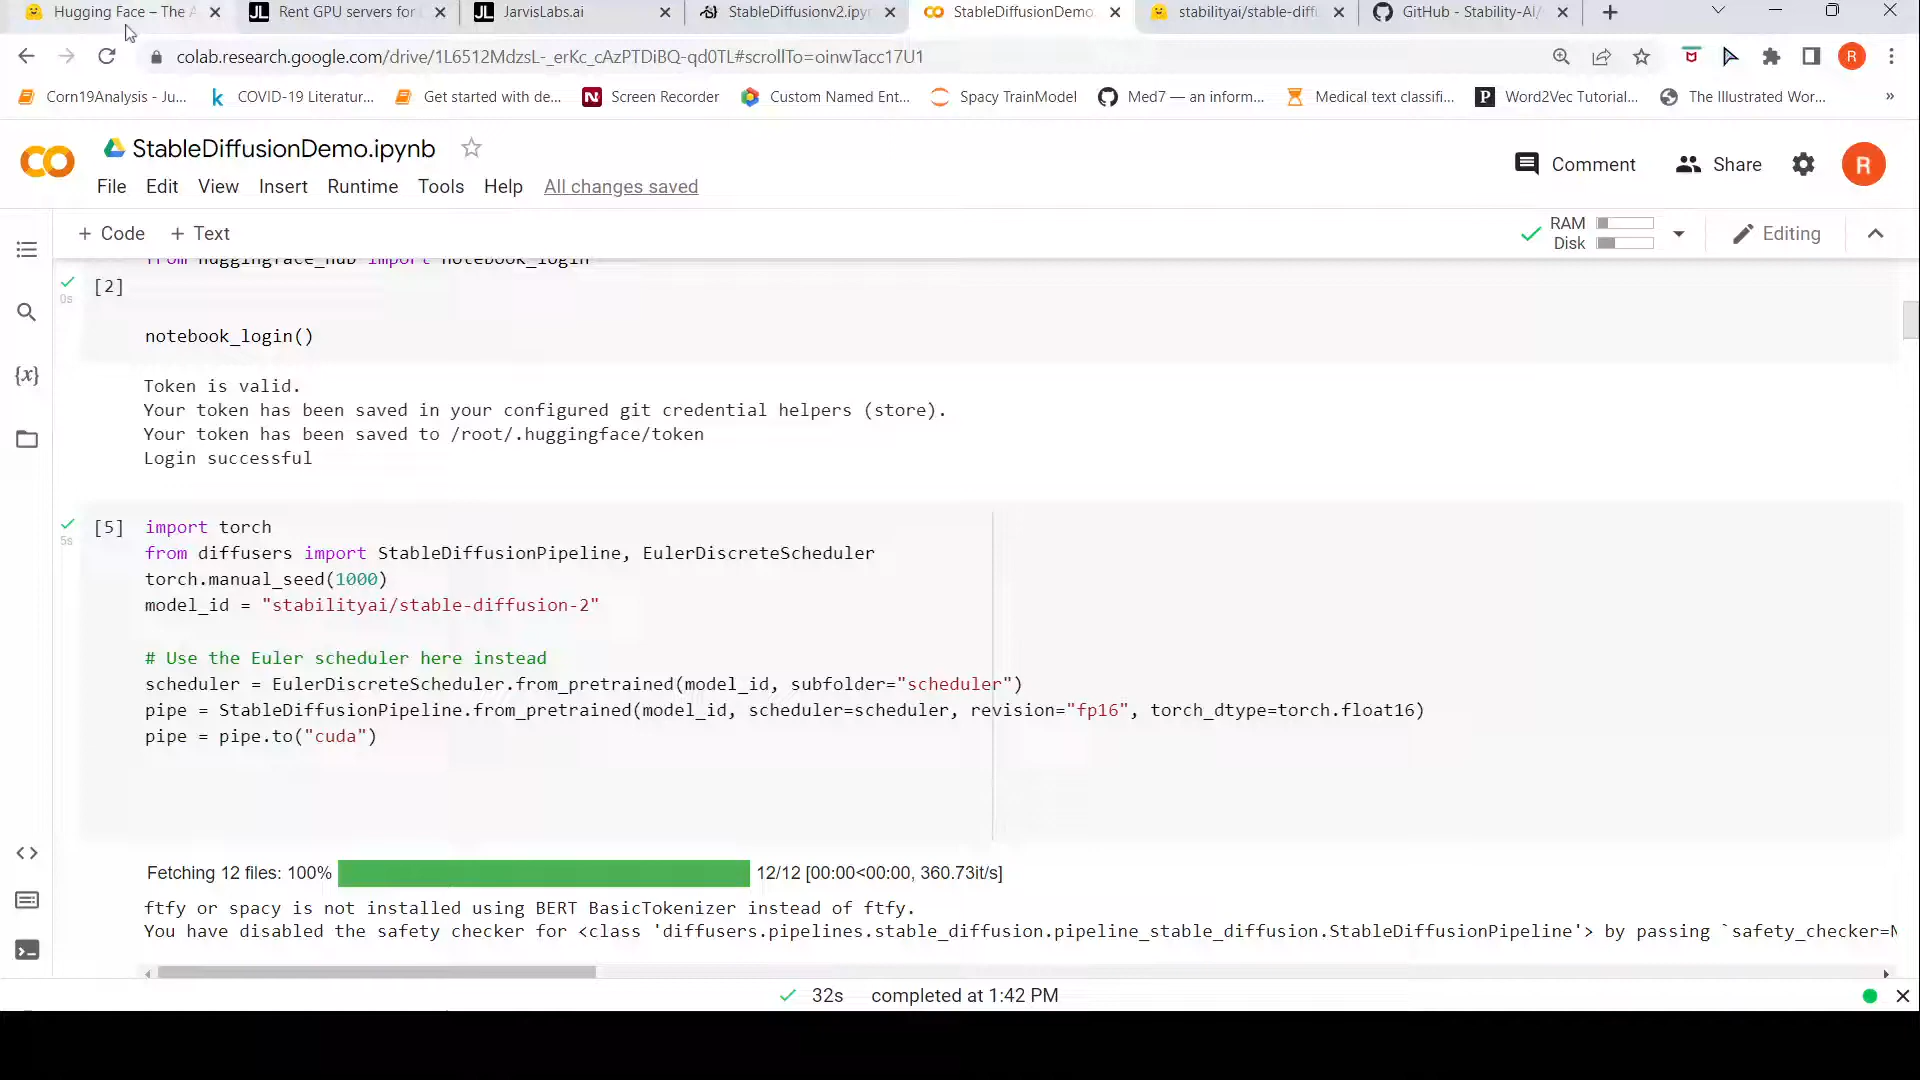 Hugging Face – The A
Rent GPU servers for
JarvisLabs.ai
StableDiffusionv2.ipyn
StableDiffusionDemo.
stabilityai/stable-diffi
GitHub - Stability-AI/
colab.research.google.com/drive/1L6512MdzsL-_erKc_cAzPTDiBQ-qd0TL#scrollTo=oinwTacc17U1
R
Corn19Analysis - Ju...
COVID-19 Literatur...
Get started with de...
Screen Recorder
Custom Named Ent...
Spacy TrainModel
Med7 — an inform...
Medical text classifi...
Word2Vec Tutorial...
The Illustrated Wor...
»
StableDiffusionDemo.ipynb
Comment
Share
R
File Edit View Insert Runtime Tools Help All changes saved
+ Code + Text
RAM
Disk
Editing
from huggingface_hub import notebook_login
[2]
0s
notebook_login()
Token is valid.
Your token has been saved in your configured git credential helpers (store).
Your token has been saved to /root/.huggingface/token
Login successful
[5] import torch
5s
from diffusers import StableDiffusionPipeline, EulerDiscreteScheduler
torch.manual_seed(1000)
model_id = "stabilityai/stable-diffusion-2"
# Use the Euler scheduler here instead
scheduler = EulerDiscreteScheduler.from_pretrained(model_id, subfolder="scheduler")
pipe = StableDiffusionPipeline.from_pretrained(model_id, scheduler=scheduler, revision="fp16", torch_dtype=torch.float16)
pipe = pipe.to("cuda")
Fetching 12 files: 100% 12/12 [00:00<00:00, 360.73it/s]
ftfy or spacy is not installed using BERT BasicTokenizer instead of ftfy.
You have disabled the safety checker for <class 'diffusers.pipelines.stable_diffusion.pipeline_stable_diffusion.StableDiffusionPipeline'> by passing `safety_checker=N
32s completed at 1:42 PM